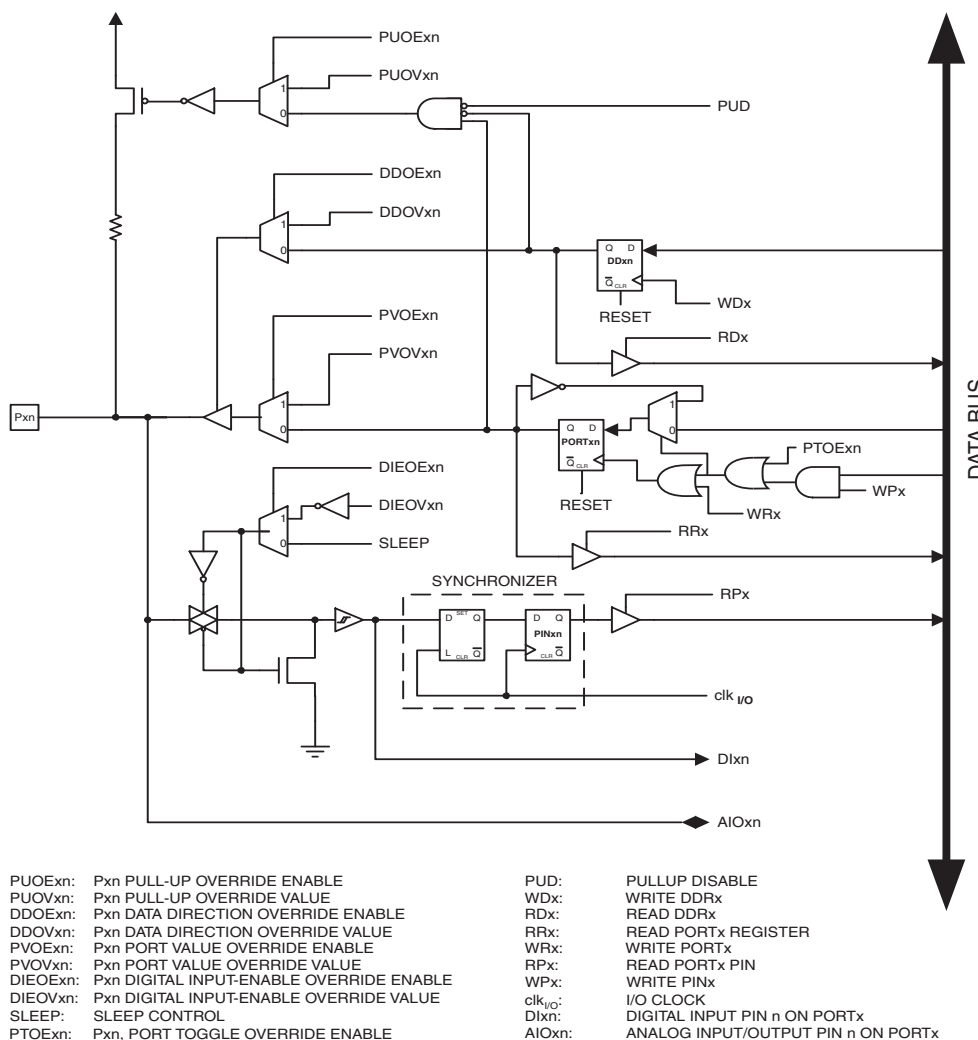 PUOExn
PUOVxn
1
0
PUD
DDOExn
DDOVxn
1
0
Q D
DDxn
Q CLR
WDx
RESET
RDx
PVOExn
PVOVxn
1
0
Pxn
1
0
Q D
PORTxn
Q CLR
PTOExn
WPx
RESET
WRx
RRx
DATA BUS
DIEOExn
DIEOVxn
1
0
SLEEP
SYNCHRONIZER
D SET Q
L CLR Q
D Q
PINxn
CLR Q
RPx
clk I/O
DIxn
AIOxn
PUOExn: Pxn PULL-UP OVERRIDE ENABLE
PUOVxn: Pxn PULL-UP OVERRIDE VALUE
DDOExn: Pxn DATA DIRECTION OVERRIDE ENABLE
DDOVxn: Pxn DATA DIRECTION OVERRIDE VALUE
PVOExn: Pxn PORT VALUE OVERRIDE ENABLE
PVOVxn: Pxn PORT VALUE OVERRIDE VALUE
DIEOExn: Pxn DIGITAL INPUT-ENABLE OVERRIDE ENABLE
DIEOVxn: Pxn DIGITAL INPUT-ENABLE OVERRIDE VALUE
SLEEP: SLEEP CONTROL
PTOExn: Pxn, PORT TOGGLE OVERRIDE ENABLE
PUD: PULLUP DISABLE
WDx: WRITE DDRx
RDx: READ DDRx
RRx: READ PORTx REGISTER
WRx: WRITE PORTx
RPx: READ PORTx PIN
WPx: WRITE PINx
clkI/O: I/O CLOCK
DIxn: DIGITAL INPUT PIN n ON PORTx
AIOxn: ANALOG INPUT/OUTPUT PIN n ON PORTx